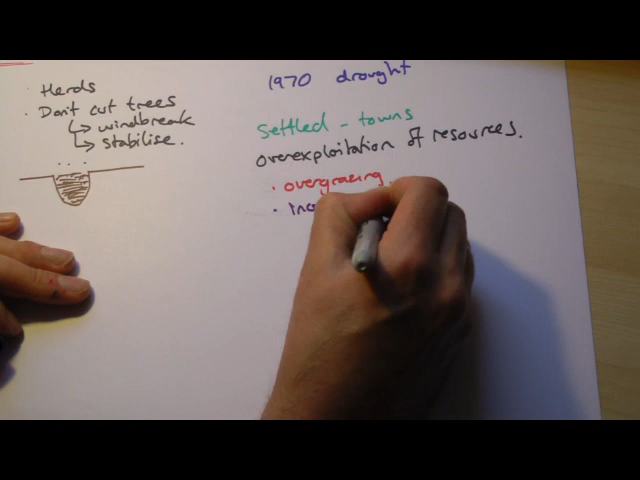 · Herds
· Don't cut trees
↳ windbreak
↳ stabilise.
1970 drought
Settled - towns
overexploitation of resources.
· overgrazing
·